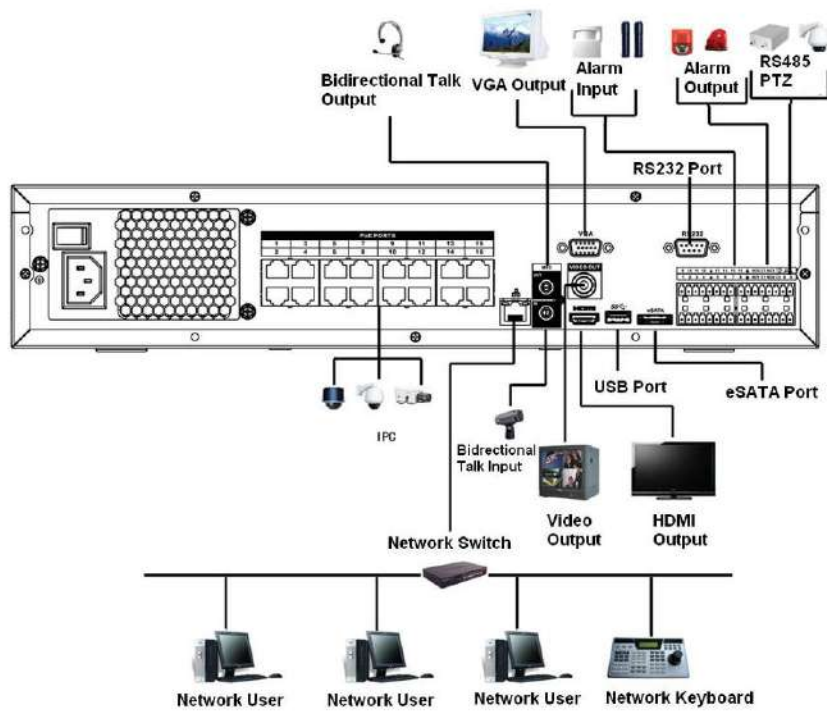 Bidirectional Talk
Output
VGA Output
Alarm
Input
Alarm
Output
RS485
PTZ
RS232 Port
PoE PORTS
1 3 5 7 9 11 13 15
2 4 6 8 10 12 14 16
VGA
RS232
VIDEO OUT
HDMI
eSATA
USB Port
eSATA Port
IPC
Bidrectional
Talk Input
Video
Output
HDMI
Output
Network Switch
Network User
Network User
Network User
Network Keyboard